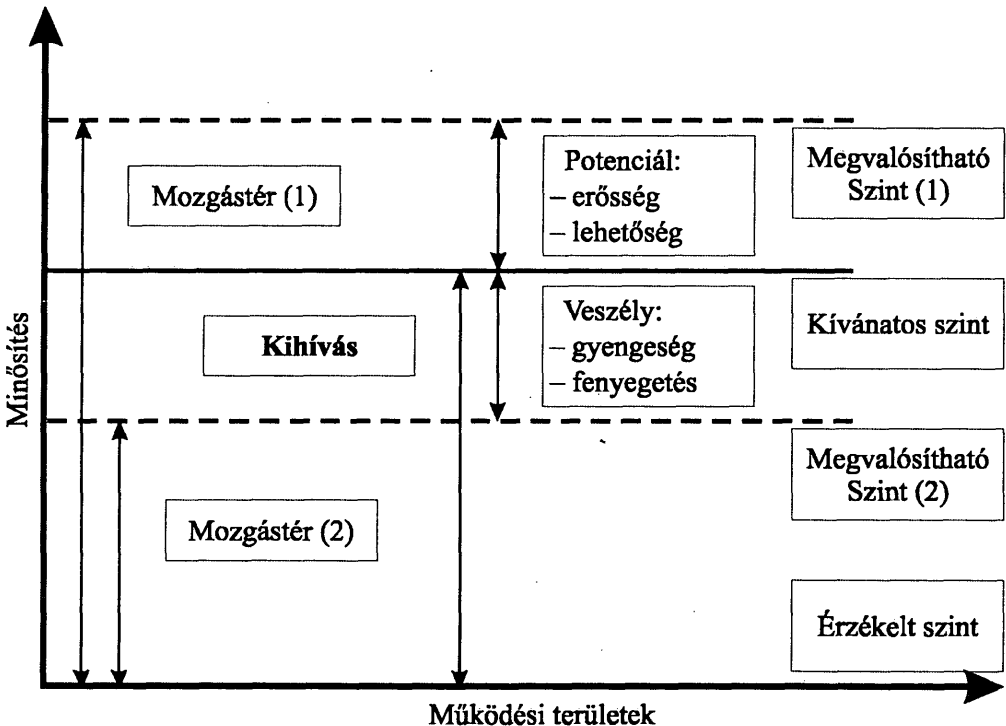 Potenciál:
– erősség
– lehetőség
Megvalósítható
Szint (1)
Mozgástér (1)
Minősítés
Kihívás
Veszély:
– gyengeség
– fenyegetés
Kívánatos szint
Megvalósítható
Szint (2)
Mozgástér (2)
Érzékelt szint
Működési területek